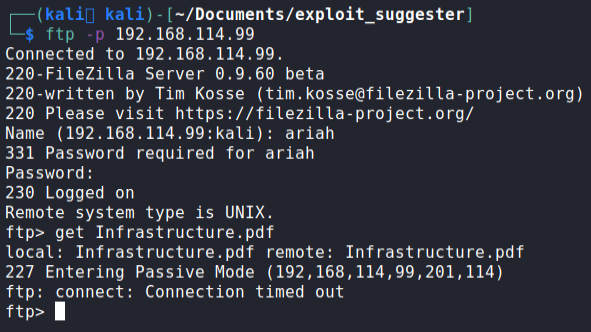 ┌──(kali㉿ kali)-[~/Documents/exploit_suggester]
└─$ ftp -p 192.168.114.99
Connected to 192.168.114.99.
220-FileZilla Server 0.9.60 beta
220-written by Tim Kosse (tim.kosse@filezilla-project.org)
220 Please visit https://filezilla-project.org/
Name (192.168.114.99:kali): ariah
331 Password required for ariah
Password:
230 Logged on
Remote system type is UNIX.
ftp> get Infrastructure.pdf
local: Infrastructure.pdf remote: Infrastructure.pdf
227 Entering Passive Mode (192,168,114,99,201,114)
ftp: connect: Connection timed out
ftp>